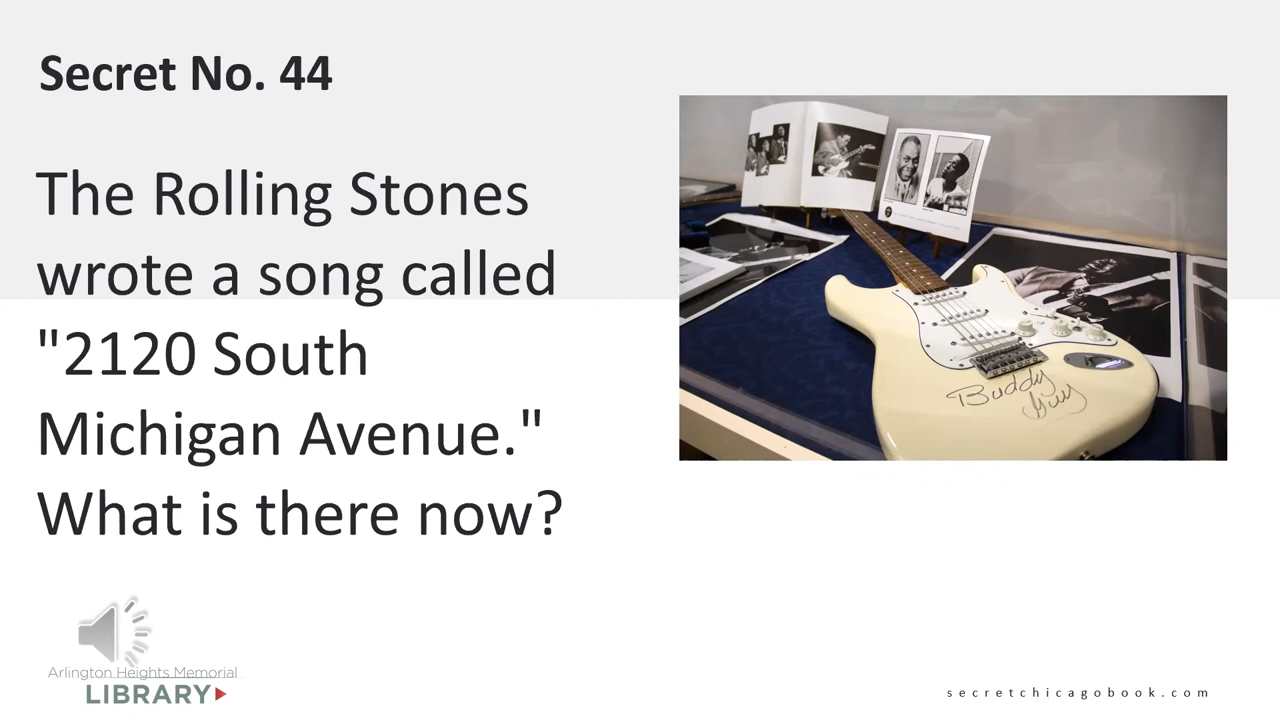 Secret No. 44
The Rolling Stones
wrote a song called
"2120 South
Michigan Avenue."
What is there now?
Buddy
Guy
Arlington Heights Memorial
LIBRARY
secretchicagobook.com